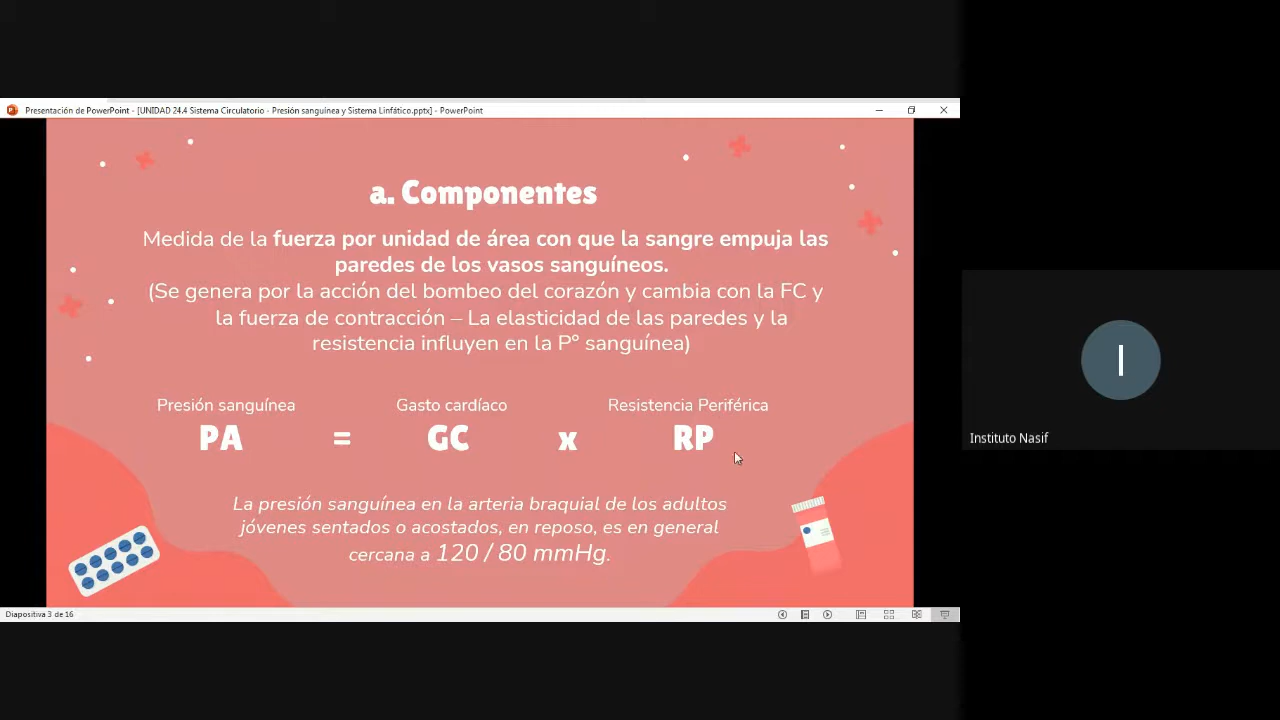 Presentación de PowerPoint - [UNIDAD 24.4 Sistema Circulatorio - Presión sanguínea y Sistema Linfático.pptx] - PowerPoint
a. Componentes
Medida de la fuerza por unidad de área con que la sangre empuja las
paredes de los vasos sanguíneos.
(Se genera por la acción del bombeo del corazón y cambia con la FC y
la fuerza de contracción – La elasticidad de las paredes y la
resistencia influyen en la P° sanguínea)
Presión sanguínea Gasto cardíaco Resistencia Periférica
PA = GC x RP
La presión sanguínea en la arteria braquial de los adultos
jóvenes sentados o acostados, en reposo, es en general
cercana a 120 / 80 mmHg.
Diapositiva 3 de 16
I
Instituto Nasif